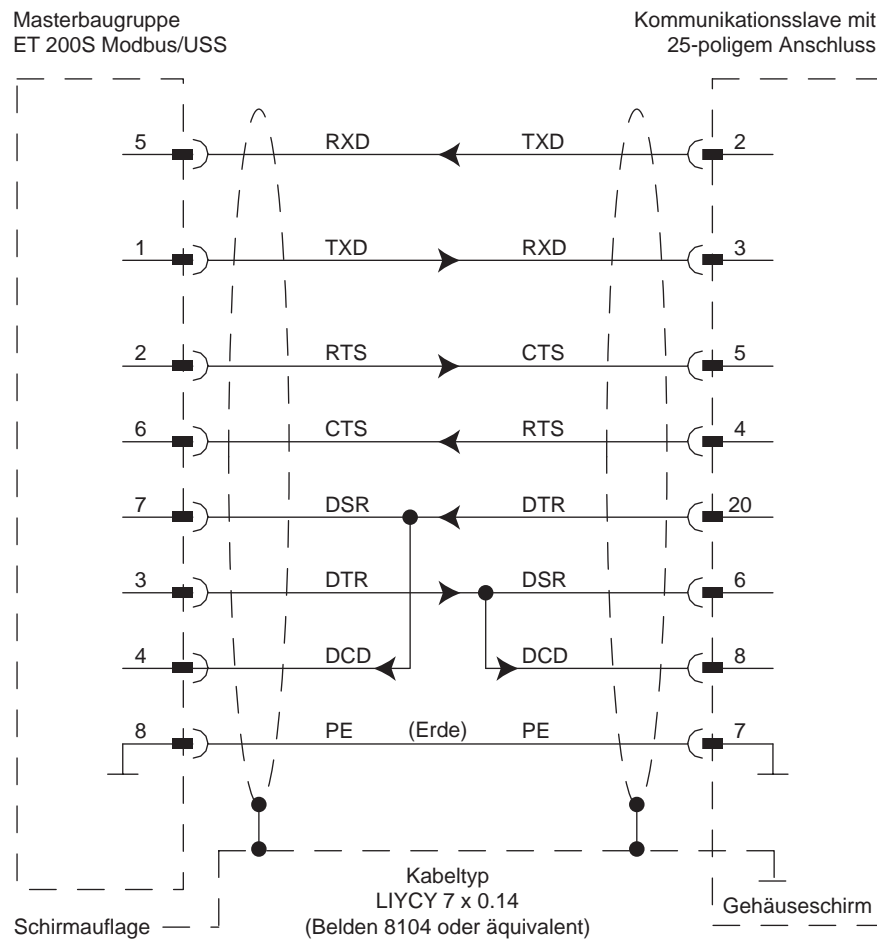 Masterbaugruppe
ET 200S Modbus/USS
Kommunikationsslave mit
25-poligem Anschluss
5 RXD TXD 2
1 TXD RXD 3
2 RTS CTS 5
6 CTS RTS 4
7 DSR DTR 20
3 DTR DSR 6
4 DCD DCD 8
8 PE (Erde) PE 7
Kabeltyp
LIYCY 7 x 0.14
(Belden 8104 oder äquivalent)
Schirmauflage
Gehäuseschirm